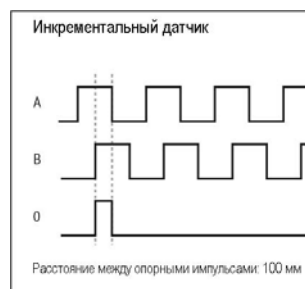 Инкрементальный датчик
A
B
0
Расстояние между опорными импульсами: 100 мм